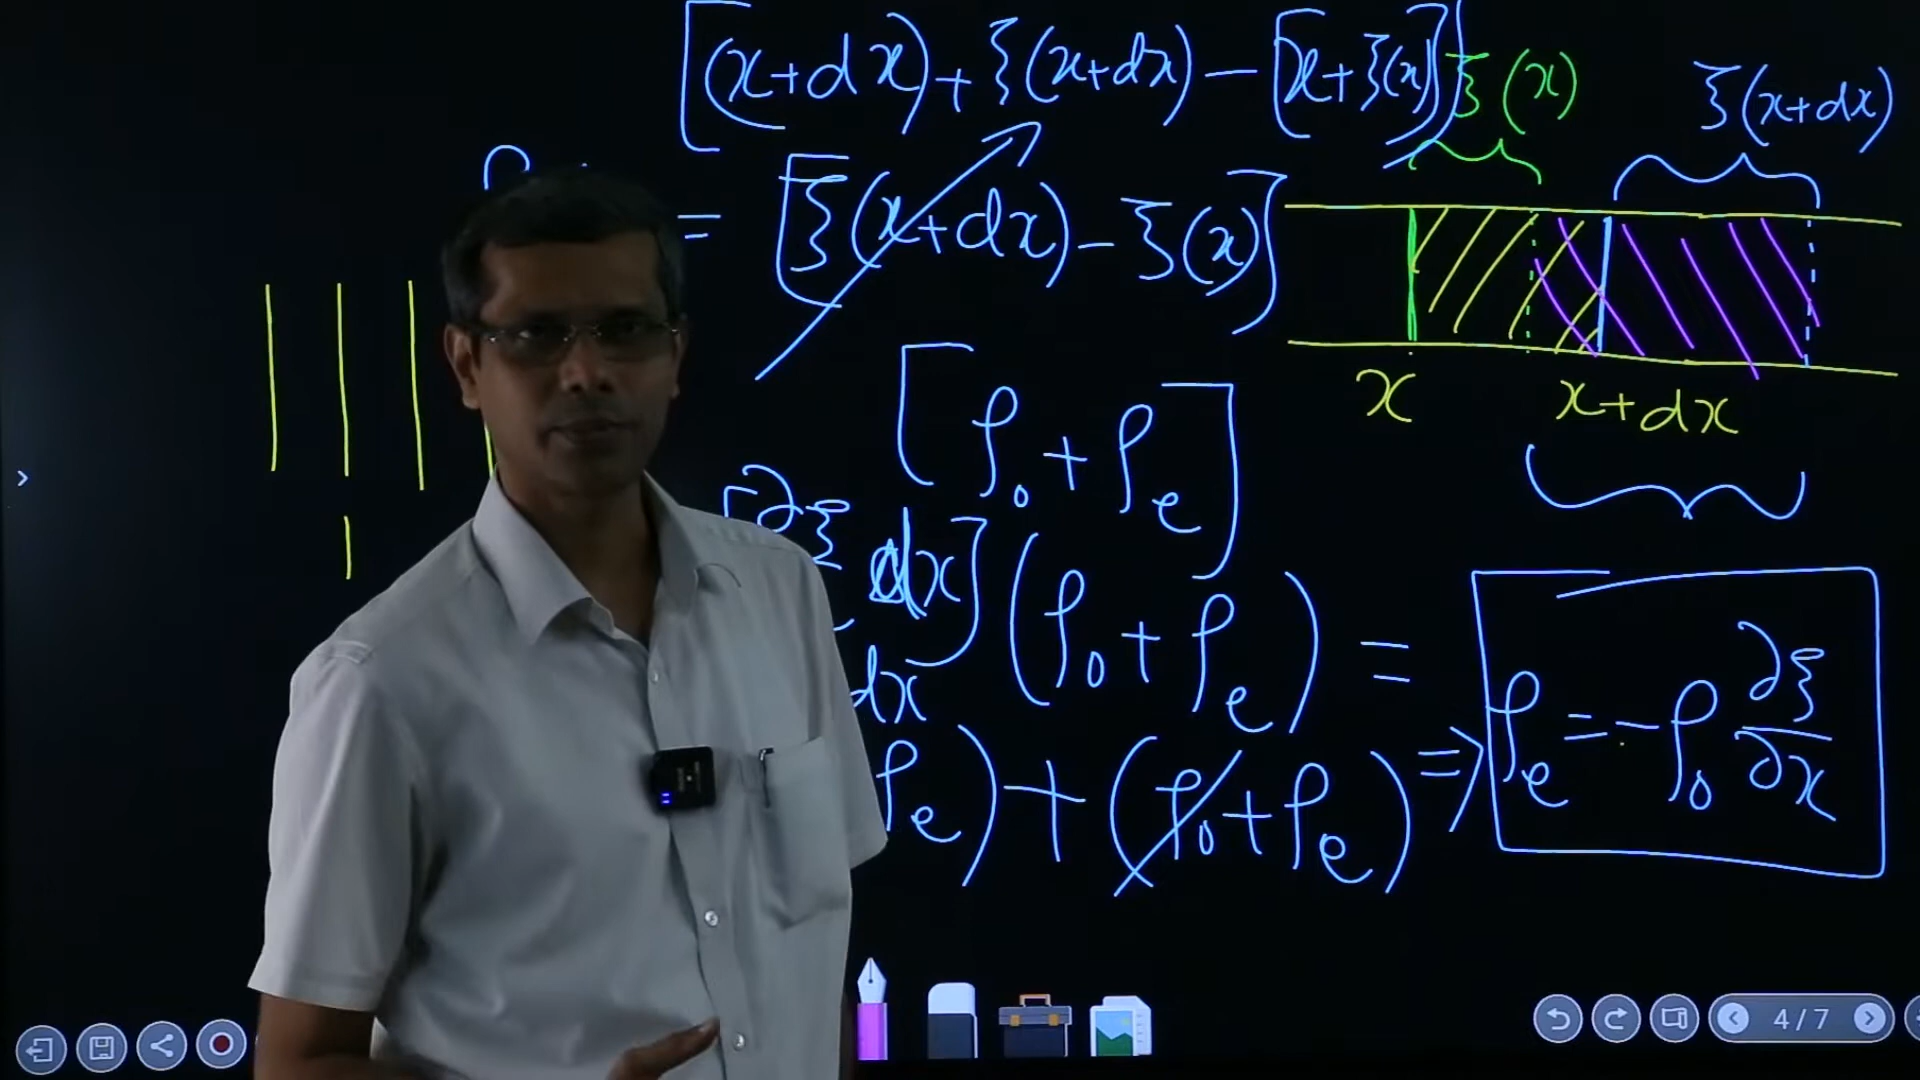 [(x+dx)+ξ(x+dx)-[x+ξ(x)]]
ξ(x)
ξ(x+dx)
= [ξ(x+dx)-ξ(x)]
x
x+dx
[ρ₀+ρₑ]
[∂ξ dx] (ρ₀+ρₑ) =
dx
ρₑ)+(ρ₀+ρₑ) ⇒
ρₑ=-ρ₀ ∂ξ/∂x
4/7